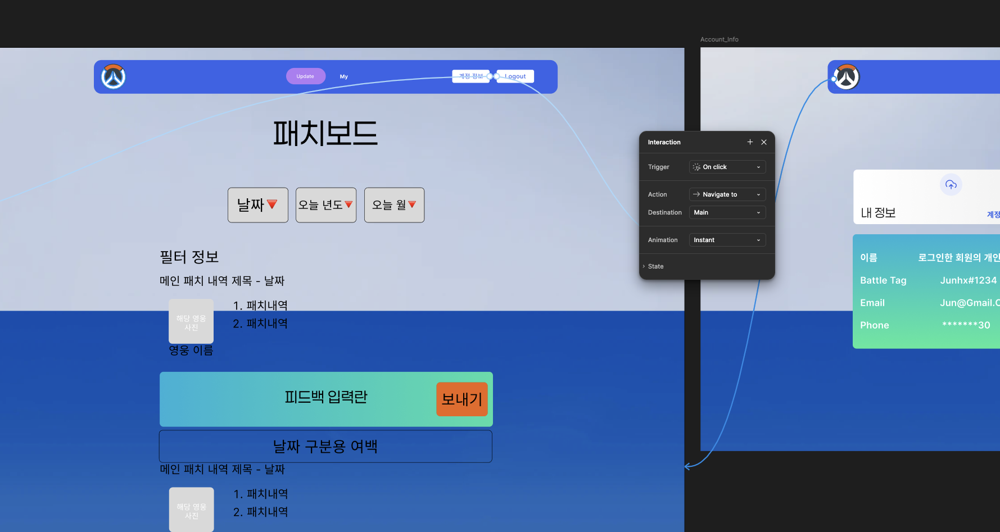 Account_Info
Update
My
계정 정보
Logout
패치보드
Interaction
Trigger
On click
Action
Navigate to
Destination
Main
Animation
Instant
State
날짜🔻
오늘 년도🔻
오늘 월🔻
필터 정보
메인 패치 내역 제목 - 날짜
1. 패치내역
2. 패치내역
해당 영웅
사진
영웅 이름
피드백 입력란
보내기
날짜 구분용 여백
메인 패치 내역 제목 - 날짜
1. 패치내역
2. 패치내역
해당 영웅
사진
내 정보
계정
이름
로그인한 회원의 개인
Battle Tag
Junhx#1234
Email
Jun@Gmail.C
Phone
*******30